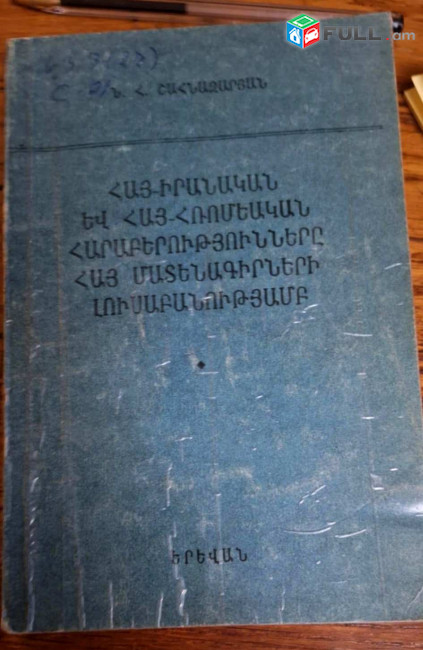 FULL.am
Ն. Հ. ՇԱՀՆԱԶԱՐՅԱՆ
ՀԱՅ-ԻՐԱՆԱԿԱՆ
ԵՎ ՀԱՅ-ՀՌՈՄԵԱԿԱՆ
ՀԱՐԱԲԵՐՈՒԹՅՈՒՆՆԵՐԸ
ՀԱՅ ՄԱՏԵՆԱԳԻՐՆԵՐԻ
ԼՈՒՍԱԲԱՆՈՒԹՅԱՄԲ
ԵՐԵՎԱՆ